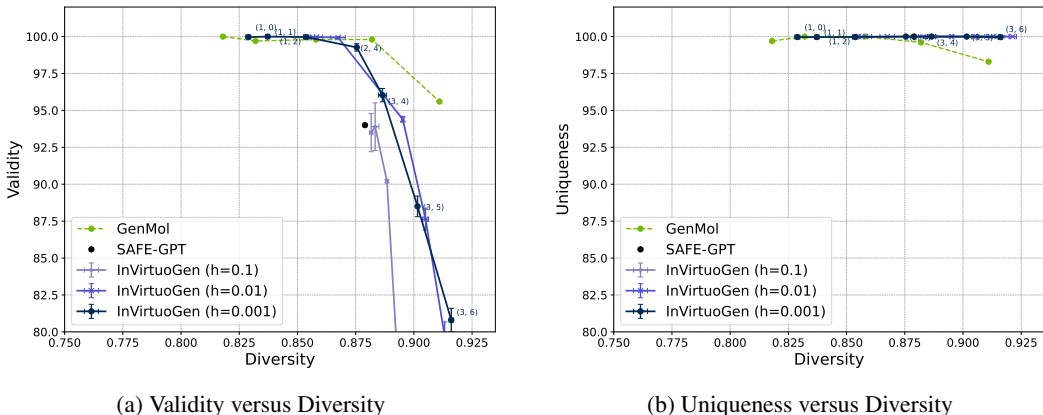 100.0
97.5
95.0
92.5
90.0
87.5
85.0
82.5
80.0
Validity
(1, 0)
(1, 1)
(1, 2)
(2, 4)
(3, 4)
(3, 5)
(3, 6)
GenMol
SAFE-GPT
InVirtuoGen (h=0.1)
InVirtuoGen (h=0.01)
InVirtuoGen (h=0.001)
0.750 0.775 0.800 0.825 0.850 0.875 0.900 0.925
Diversity
(a) Validity versus Diversity
100.0
97.5
95.0
92.5
90.0
87.5
85.0
82.5
80.0
Uniqueness
(1, 0)
(1, 1)
(1, 2)
(3, 4)
(3, 5)
(3, 6)
GenMol
SAFE-GPT
InVirtuoGen (h=0.1)
InVirtuoGen (h=0.01)
InVirtuoGen (h=0.001)
0.750 0.775 0.800 0.825 0.850 0.875 0.900 0.925
Diversity
(b) Uniqueness versus Diversity